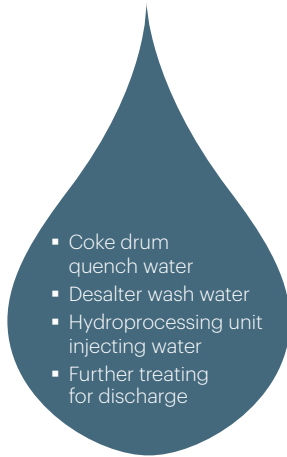 ▪ Coke drum
quench water
▪ Desalter wash water
▪ Hydroprocessing unit
injecting water
▪ Further treating
for discharge